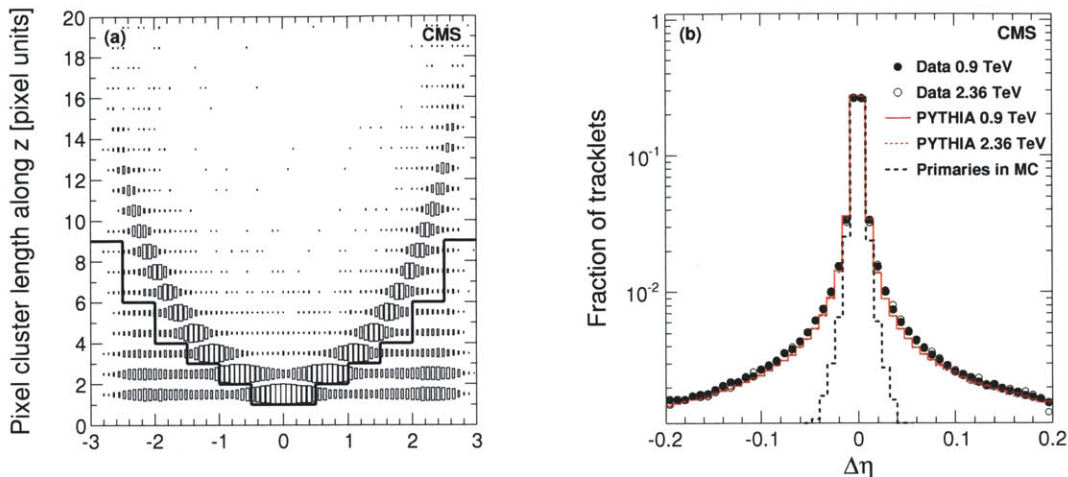 Pixel cluster length along z [pixel units]
20
18
16
14
12
10
8
6
4
2
0
(a)
CMS
-3 -2 -1 0 1 2 3
Fraction of tracklets
1
10-1
10-2
(b)
CMS
Data 0.9 TeV
Data 2.36 TeV
PYTHIA 0.9 TeV
PYTHIA 2.36 TeV
Primaries in MC
-0.2 -0.1 0 0.1 0.2
Δη